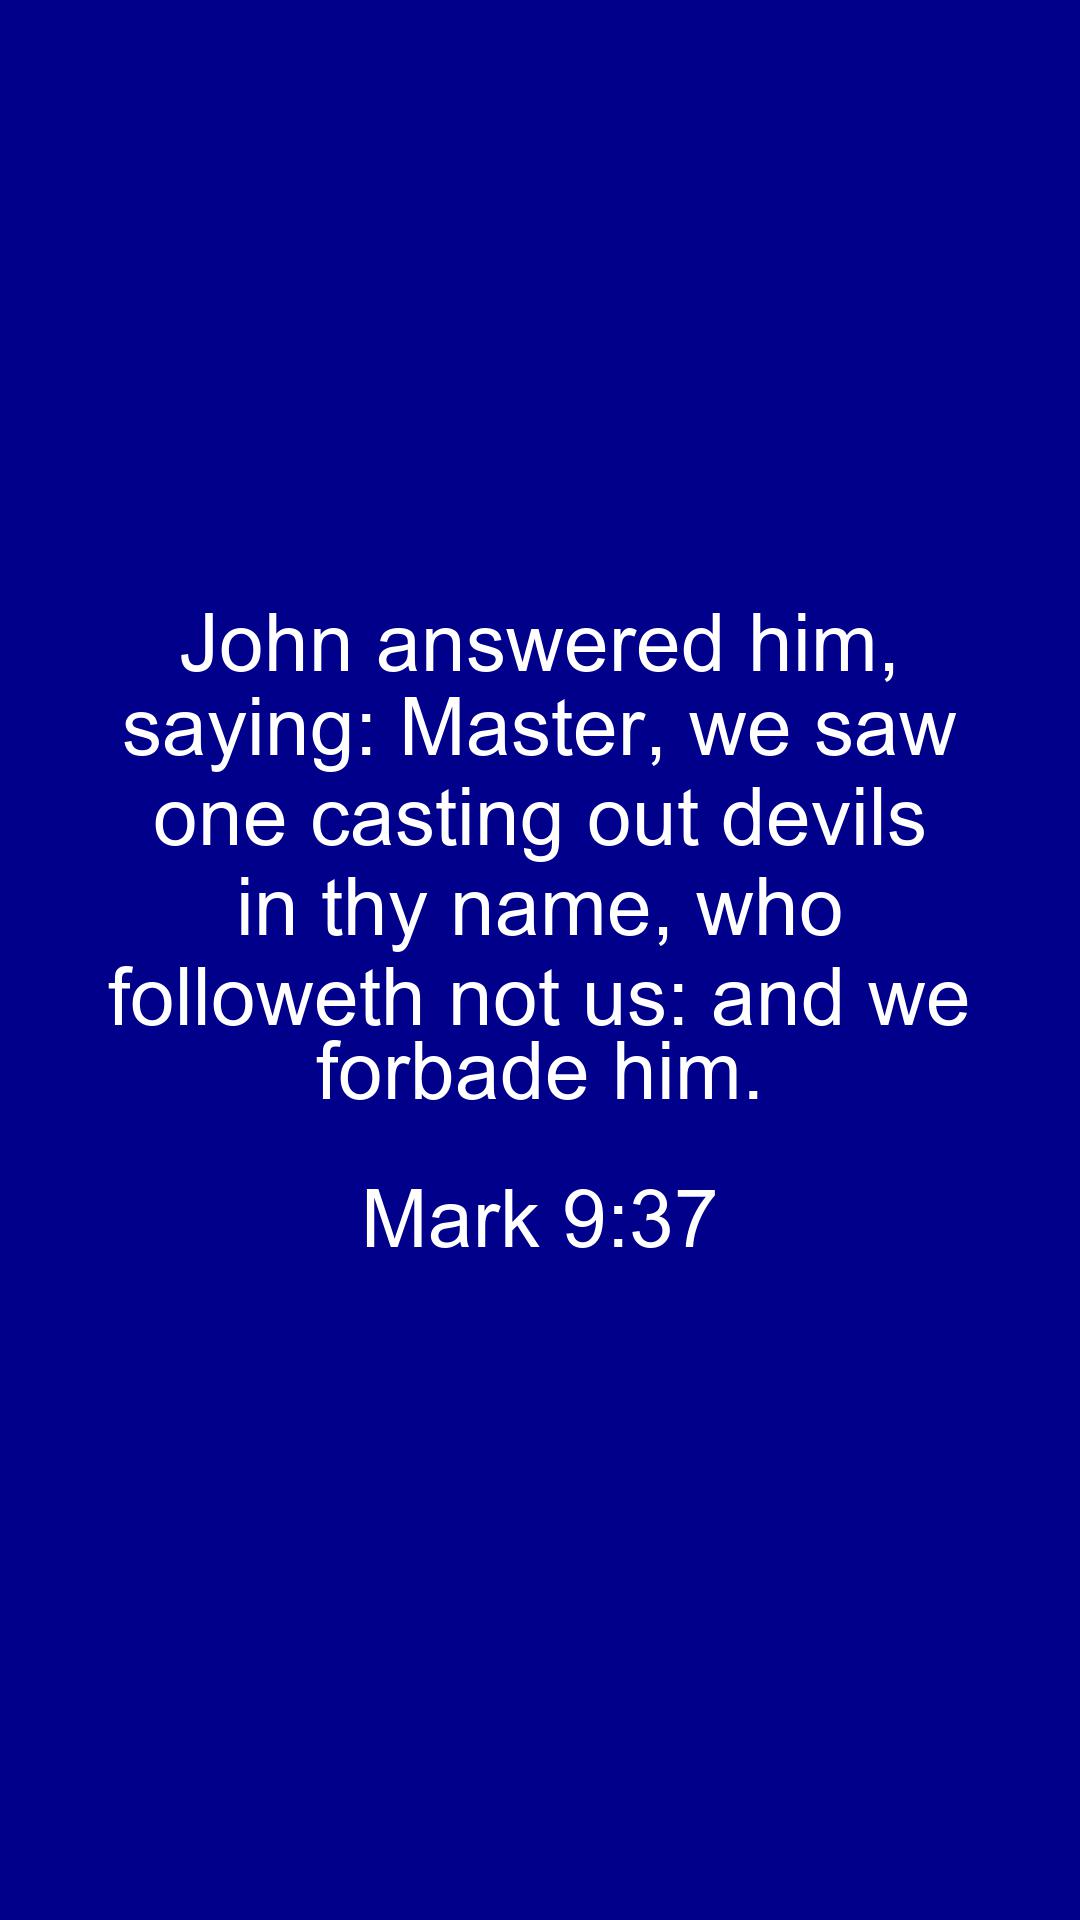 John answered him,
saying: Master, we saw
one casting out devils
in thy name, who
followeth not us: and we
forbade him.
Mark 9:37